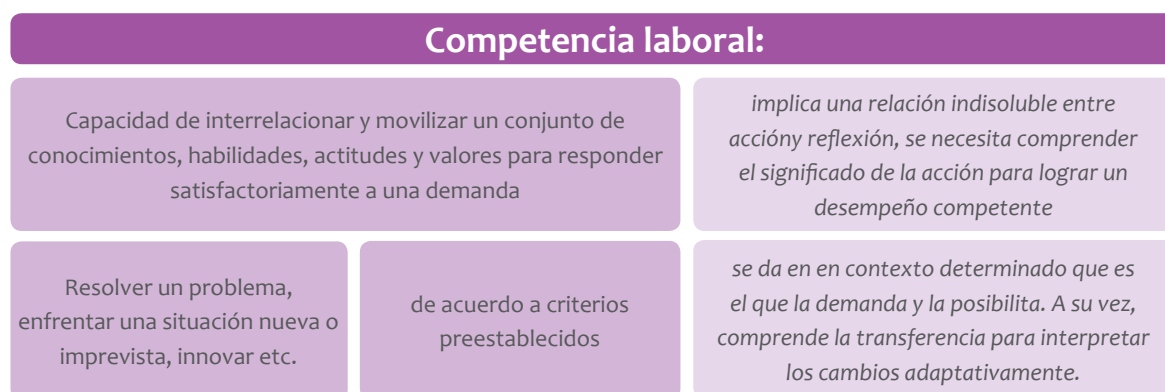 Competencia laboral:
Capacidad de interrelacionar y movilizar un conjunto de
conocimientos, habilidades, actitudes y valores para responder
satisfactoriamente a una demanda
implica una relación indisoluble entre
accióny reflexión, se necesita comprender
el significado de la acción para lograr un
desempeño competente
Resolver un problema,
enfrentar una situación nueva o
imprevista, innovar etc.
de acuerdo a criterios
preestablecidos
se da en en contexto determinado que es
el que la demanda y la posibilita. A su vez,
comprende la transferencia para interpretar
los cambios adaptativamente.